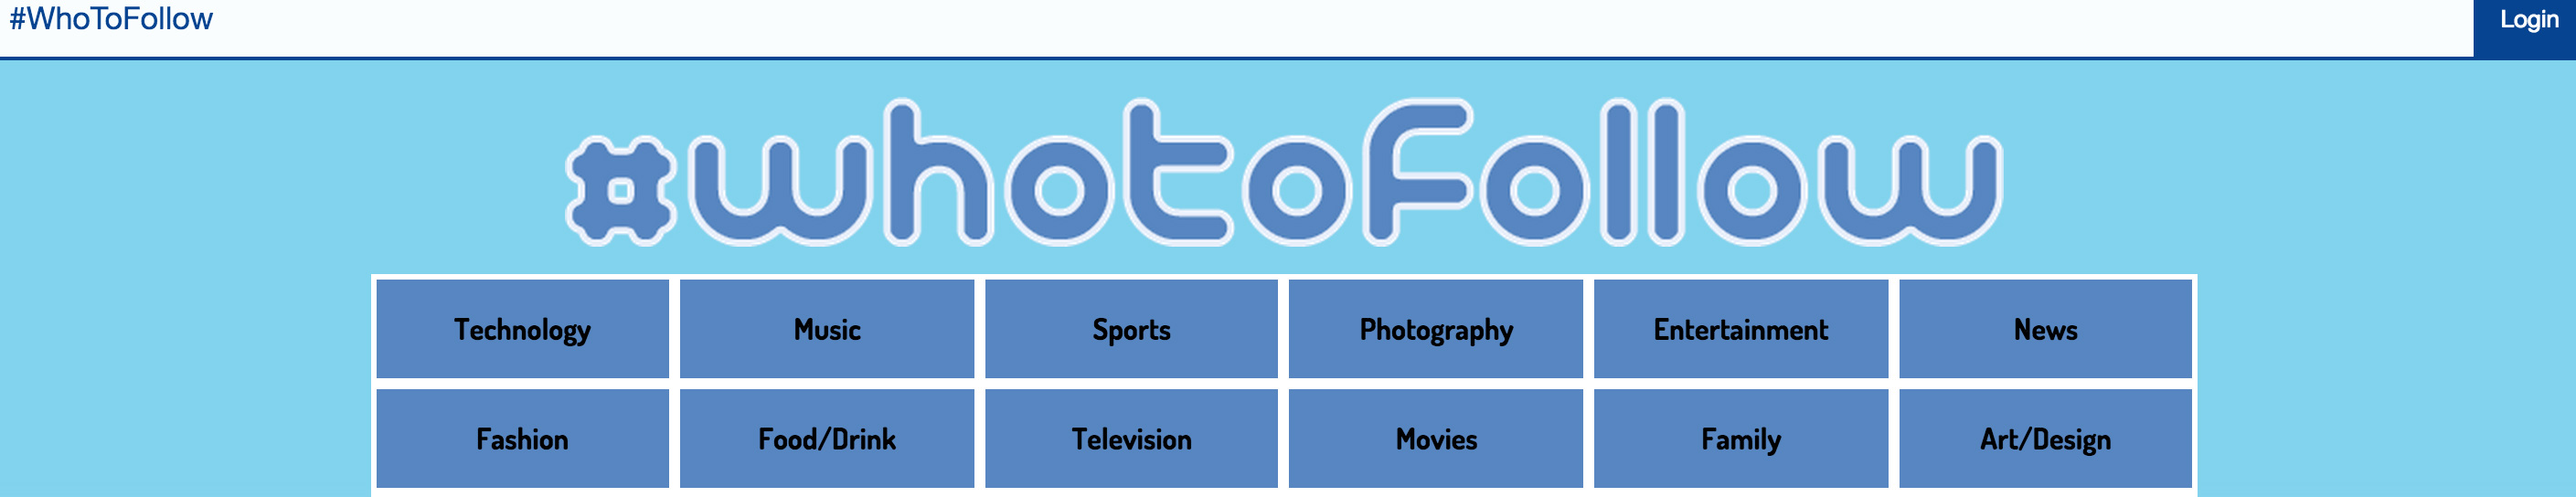 #WhoToFollow Login
#whotoFollow
Technology Music Sports Photography Entertainment News
Fashion Food/Drink Television Movies Family Art/Design